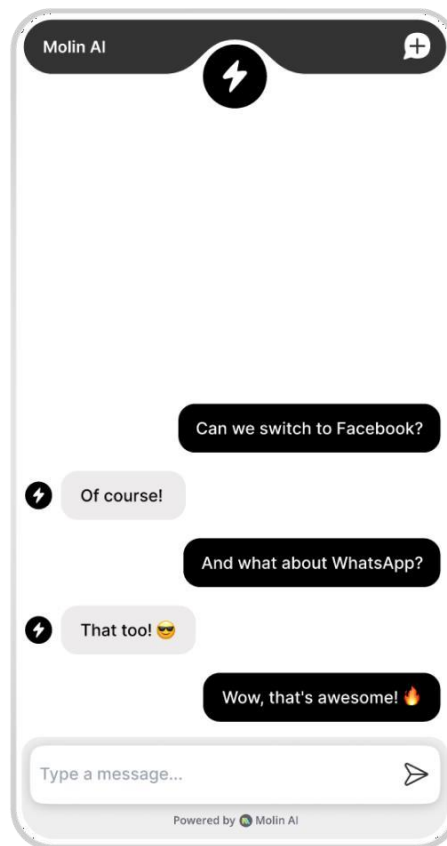 Molin AI
Can we switch to Facebook?
Of course!
And what about WhatsApp?
That too! 😎
Wow, that's awesome! 🔥
Type a message...
Powered by Molin AI